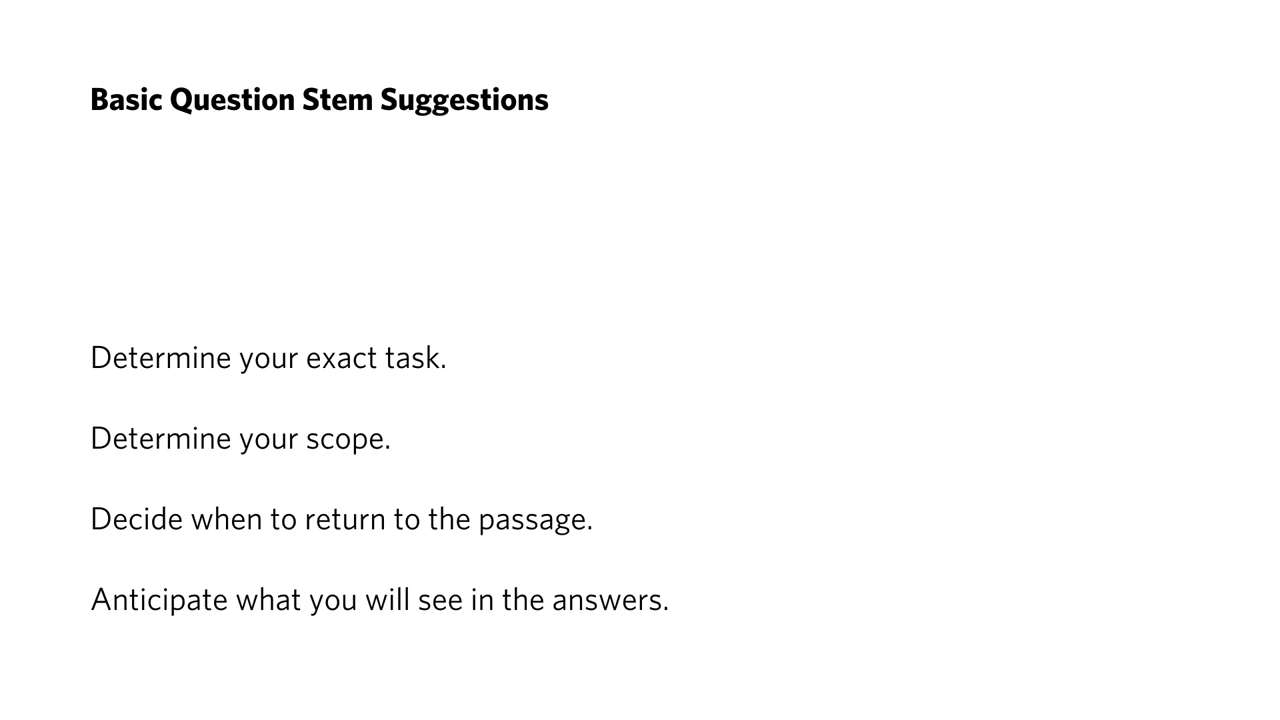 Basic Question Stem Suggestions
Determine your exact task.
Determine your scope.
Decide when to return to the passage.
Anticipate what you will see in the answers.